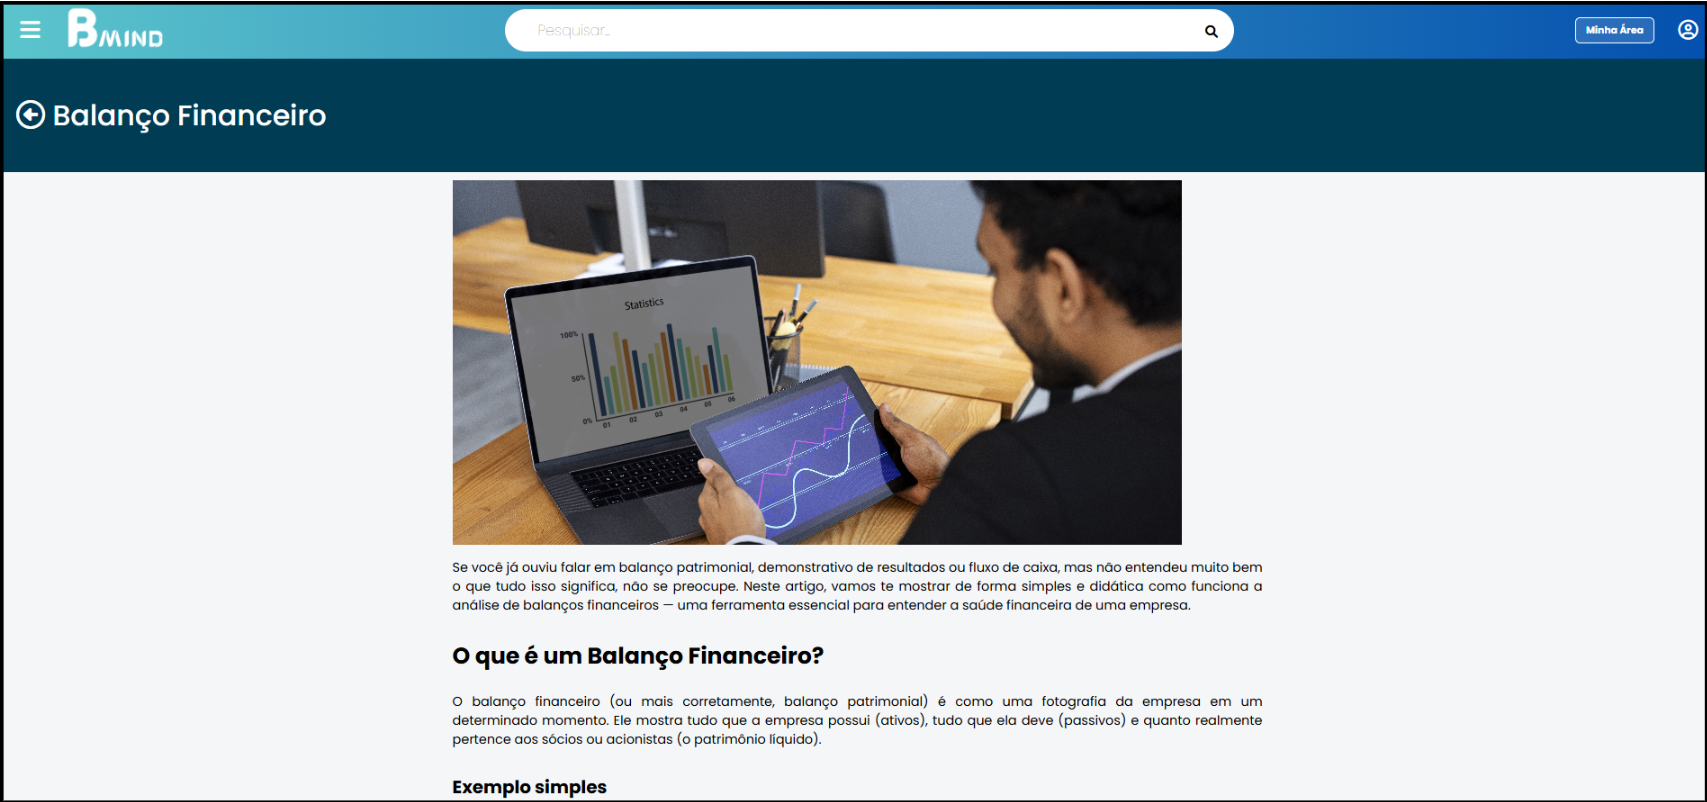 BMIND
Pesquisar...
Minha Área
Balanço Financeiro
Statistics
100%
50%
0%
01 02 03 04 05 06
Se você já ouviu falar em balanço patrimonial, demonstrativo de resultados ou fluxo de caixa, mas não entendeu muito bem
o que tudo isso significa, não se preocupe. Neste artigo, vamos te mostrar de forma simples e didática como funciona a
análise de balanços financeiros — uma ferramenta essencial para entender a saúde financeira de uma empresa.
O que é um Balanço Financeiro?
O balanço financeiro (ou mais corretamente, balanço patrimonial) é como uma fotografia da empresa em um
determinado momento. Ele mostra tudo que a empresa possui (ativos), tudo que ela deve (passivos) e quanto realmente
pertence aos sócios ou acionistas (o patrimônio líquido).
Exemplo simples